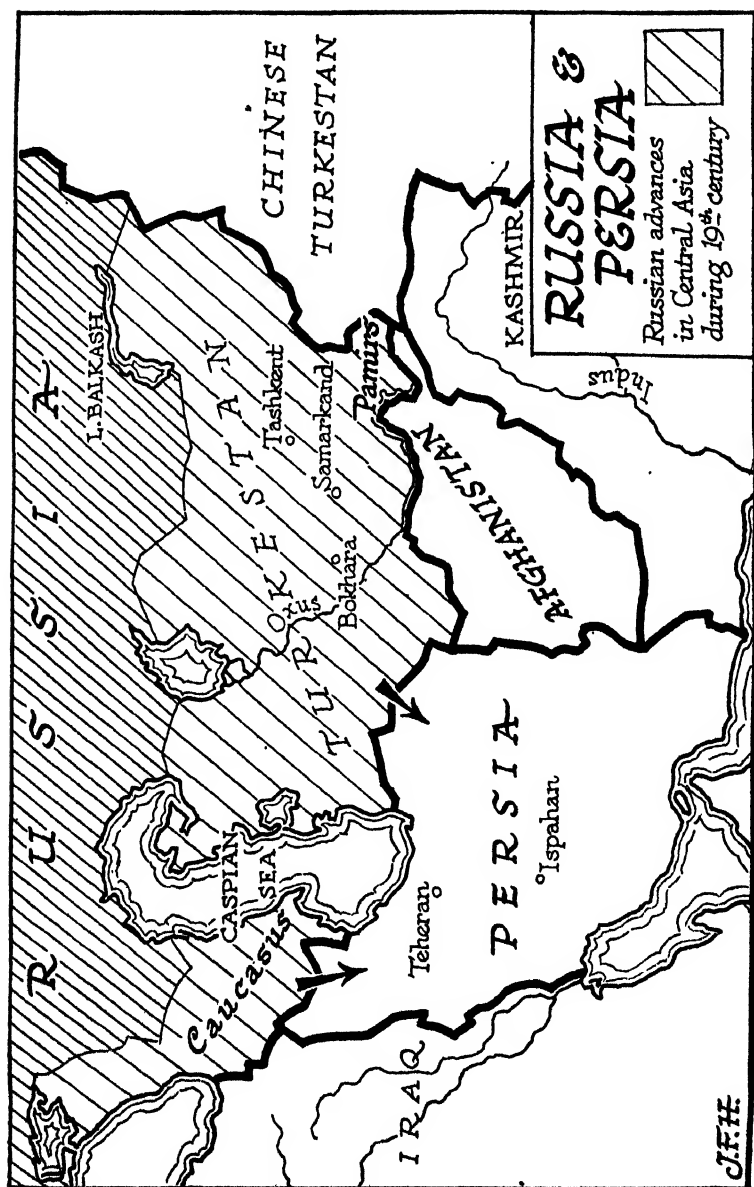 RUSSIA &
PERSIA
Russian advances
in Central Asia
during 19th century
RUSSIA
L. BALKASH
CHINESE
TURKESTAN
TURKESTAN
Tashkent
Samarkand
Oxus
Bokhara
Pamirs
KASHMIR
Indus
AFGHANISTAN
CASPIAN
SEA
Caucasus
PERSIA
Teheran
Ispahan
IRAQ
J.F.H.